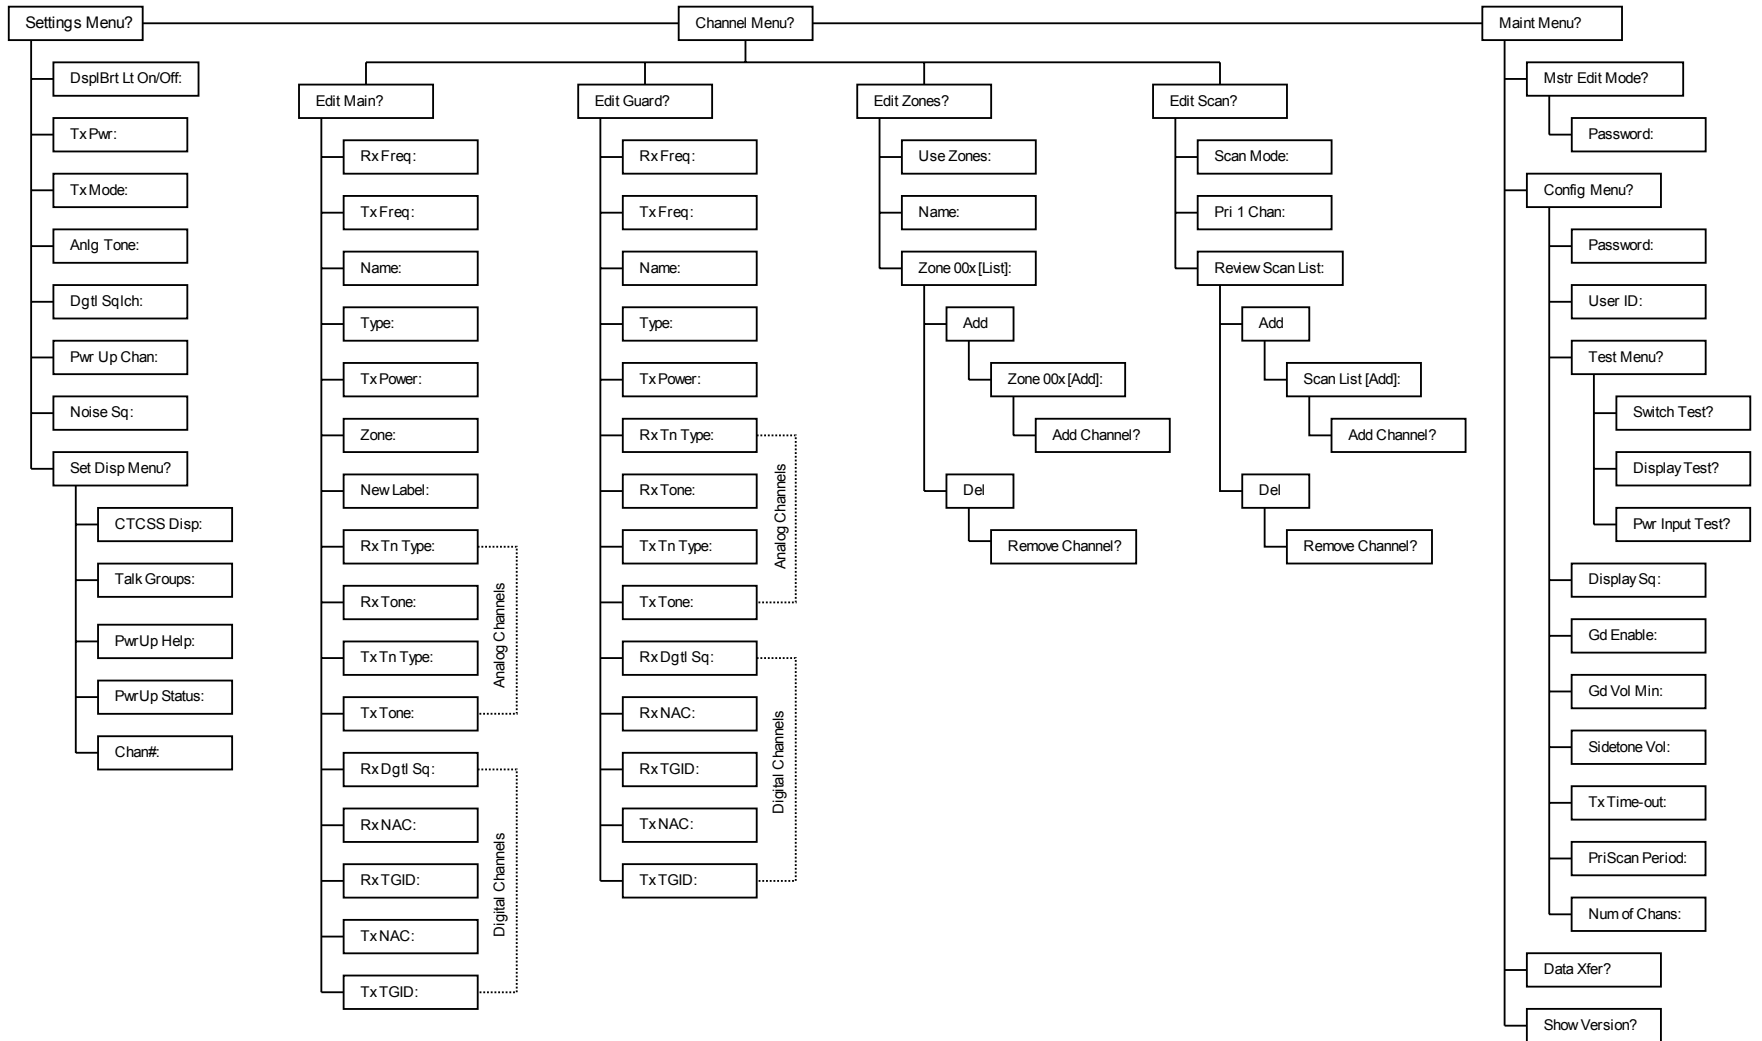 Settings Menu?
DsplBrt Lt On/Off:
Tx Pwr:
Tx Mode:
Anlg Tone:
Dgtl Sqlch:
Pwr Up Chan:
Noise Sq:
Set Disp Menu?
CTCSS Disp:
Talk Groups:
PwrUp Help:
PwrUp Status:
Chan#:
Channel Menu?
Edit Main?
Rx Freq:
Tx Freq:
Name:
Type:
Tx Power:
Zone:
New Label:
Rx Tn Type:
Rx Tone:
Tx Tn Type:
Tx Tone:
Analog Channels
Rx Dgtl Sq:
Rx NAC:
Rx TGID:
Tx NAC:
Tx TGID:
Digital Channels
Edit Guard?
Rx Freq:
Tx Freq:
Name:
Type:
Tx Power:
Rx Tn Type:
Rx Tone:
Tx Tn Type:
Tx Tone:
Analog Channels
Rx Dgtl Sq:
Rx NAC:
Rx TGID:
Tx NAC:
Tx TGID:
Digital Channels
Edit Zones?
Use Zones:
Name:
Zone 00x [List]:
Add
Zone 00x [Add]:
Add Channel?
Del
Remove Channel?
Edit Scan?
Scan Mode:
Pri 1 Chan:
Review Scan List:
Add
Scan List [Add]:
Add Channel?
Del
Remove Channel?
Maint Menu?
Mstr Edit Mode?
Password:
Config Menu?
Password:
User ID:
Test Menu?
Switch Test?
Display Test?
Pwr Input Test?
Display Sq:
Gd Enable:
Gd Vol Min:
Sidetone Vol:
Tx Time-out:
PriScan Period:
Num of Chans:
Data Xfer?
Show Version?